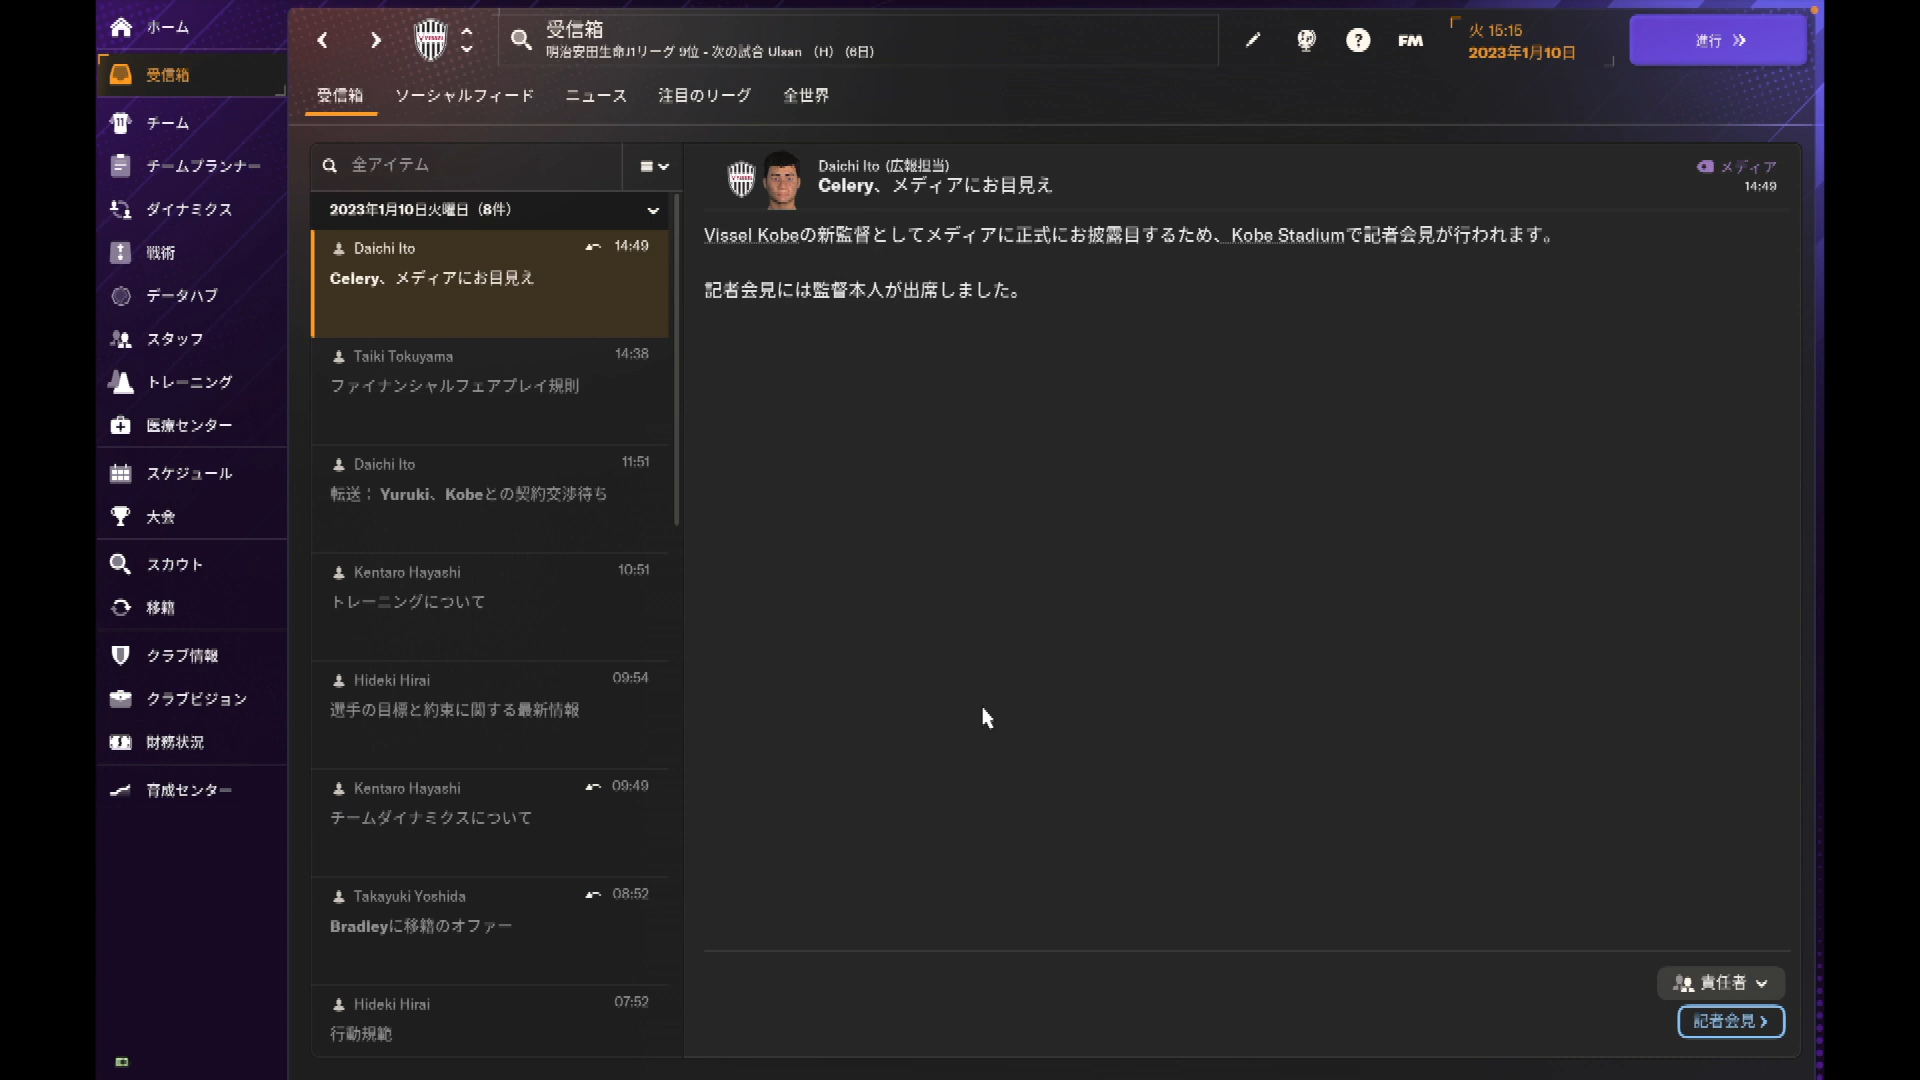 ホーム
受信箱
チーム
チームプランナー
ダイナミクス
戦術
データハブ
スタッフ
トレーニング
医療センター
スケジュール
大会
スカウト
移籍
クラブ情報
クラブビジョン
財務状況
育成センター
受信箱
明治安田生命J1リーグ 9位 - 次の試合 Ulsan (H) (6日)
FM
火 15:15
2023年1月10日
進行
受信箱
ソーシャルフィード
ニュース
注目のリーグ
全世界
全アイテム
2023年1月10日火曜日 (8件)
Daichi Ito 14:49
Celery、メディアにお目見え
Taiki Tokuyama 14:38
ファイナンシャルフェアプレイ規則
Daichi Ito 11:51
転送： Yuruki、Kobeとの契約交渉待ち
Kentaro Hayashi 10:51
トレーニングについて
Hideki Hirai 09:54
選手の目標と約束に関する最新情報
Kentaro Hayashi 09:49
チームダイナミクスについて
Takayuki Yoshida 08:52
Bradleyに移籍のオファー
Hideki Hirai 07:52
行動規範
Daichi Ito (広報担当)
Celery、メディアにお目見え
メディア
14:49
Vissel Kobeの新監督としてメディアに正式にお披露目するため、Kobe Stadiumで記者会見が行われます。
記者会見には監督本人が出席しました。
責任者
記者会見